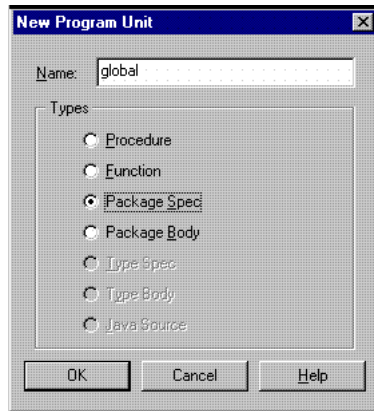 New Program Unit
Name: global
Types
Procedure
Function
Package Spec
Package Body
Type Spec
Type Body
Java Source
OK Cancel Help